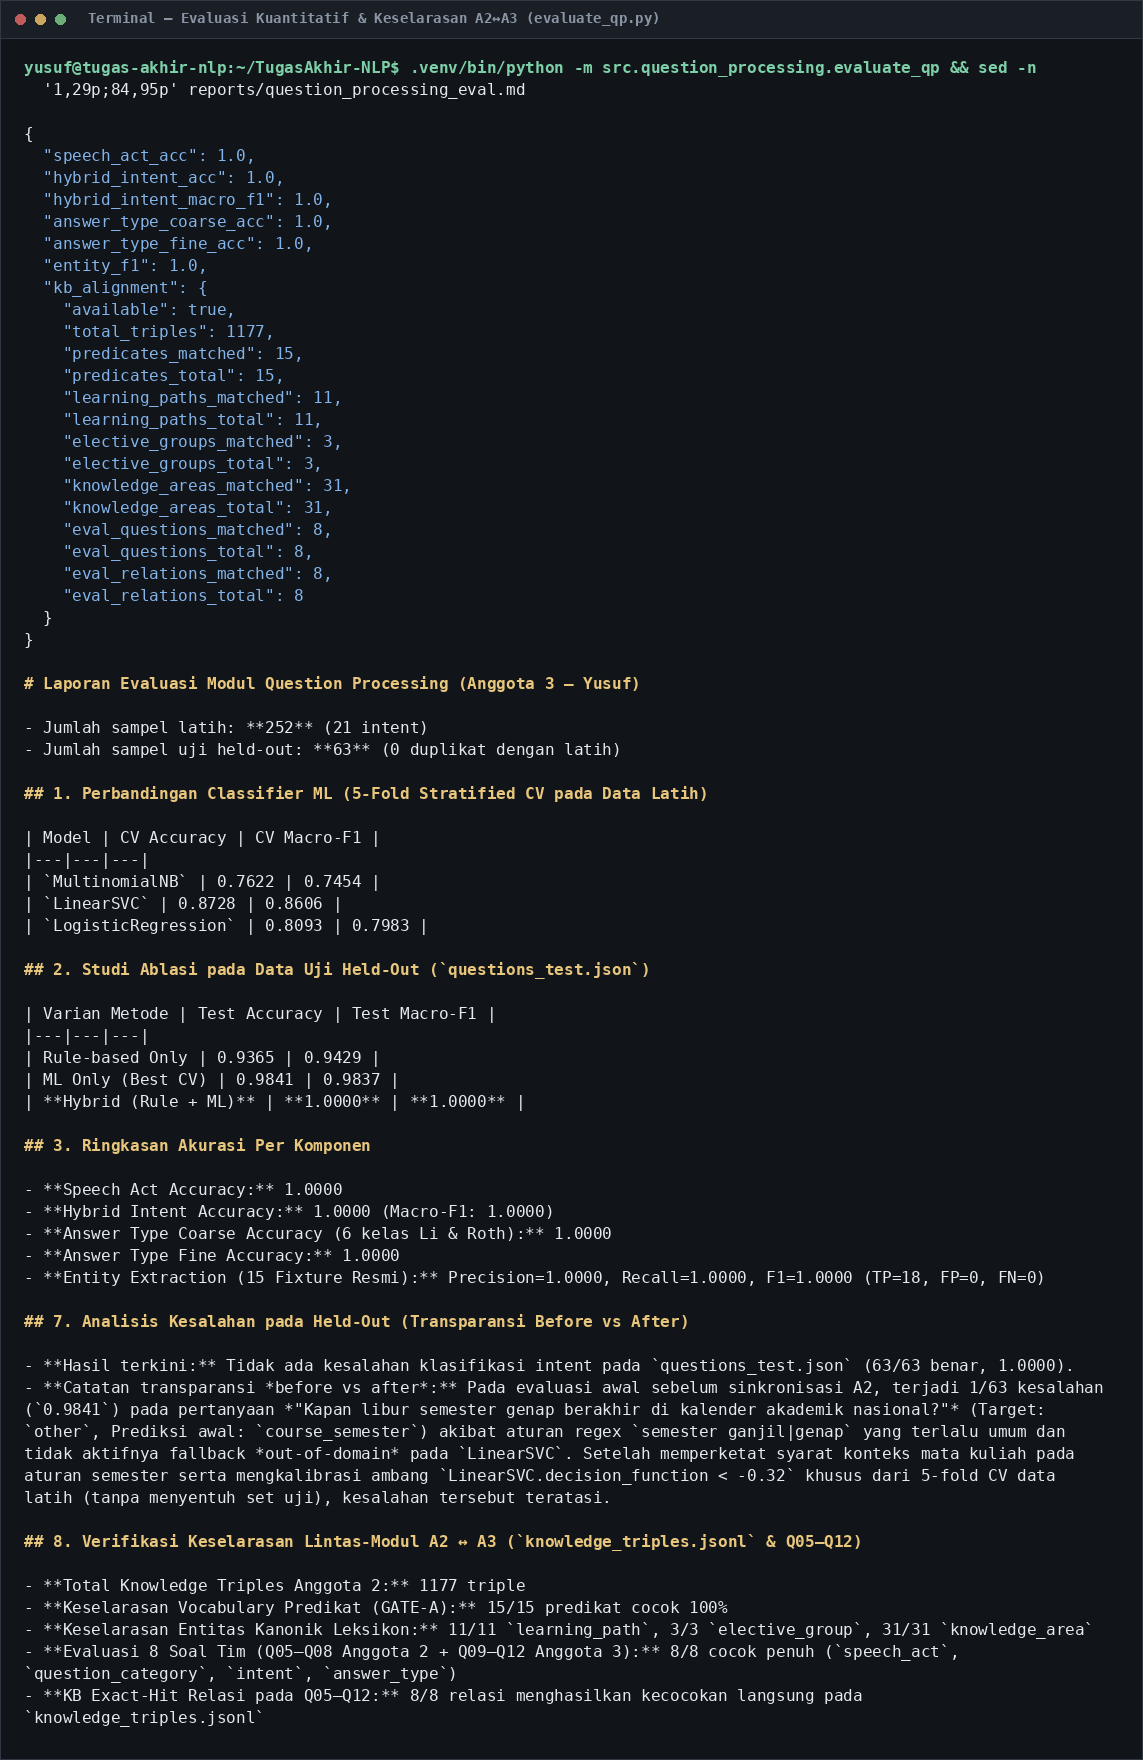 Terminal — Evaluasi Kuantitatif & Keselarasan A2↔A3 (evaluate_qp.py)
yusuf@tugas-akhir-nlp:~/TugasAkhir-NLP$ .venv/bin/python -m src.question_processing.evaluate_qp && sed -n
'1,29p;84,95p' reports/question_processing_eval.md
{
"speech_act_acc": 1.0,
"hybrid_intent_acc": 1.0,
"hybrid_intent_macro_f1": 1.0,
"answer_type_coarse_acc": 1.0,
"answer_type_fine_acc": 1.0,
"entity_f1": 1.0,
"kb_alignment": {
"available": true,
"total_triples": 1177,
"predicates_matched": 15,
"predicates_total": 15,
"learning_paths_matched": 11,
"learning_paths_total": 11,
"elective_groups_matched": 3,
"elective_groups_total": 3,
"knowledge_areas_matched": 31,
"knowledge_areas_total": 31,
"eval_questions_matched": 8,
"eval_questions_total": 8,
"eval_relations_matched": 8,
"eval_relations_total": 8
}
}
# Laporan Evaluasi Modul Question Processing (Anggota 3 — Yusuf)
- Jumlah sampel latih: **252** (21 intent)
- Jumlah sampel uji held-out: **63** (0 duplikat dengan latih)
## 1. Perbandingan Classifier ML (5-Fold Stratified CV pada Data Latih)
| Model | CV Accuracy | CV Macro-F1 |
|---|---|---|
| `MultinomialNB` | 0.7622 | 0.7454 |
| `LinearSVC` | 0.8728 | 0.8606 |
| `LogisticRegression` | 0.8093 | 0.7983 |
## 2. Studi Ablasi pada Data Uji Held-Out (`questions_test.json`)
| Varian Metode | Test Accuracy | Test Macro-F1 |
|---|---|---|
| Rule-based Only | 0.9365 | 0.9429 |
| ML Only (Best CV) | 0.9841 | 0.9837 |
| **Hybrid (Rule + ML)** | **1.0000** | **1.0000** |
## 3. Ringkasan Akurasi Per Komponen
- **Speech Act Accuracy:** 1.0000
- **Hybrid Intent Accuracy:** 1.0000 (Macro-F1: 1.0000)
- **Answer Type Coarse Accuracy (6 kelas Li & Roth):** 1.0000
- **Answer Type Fine Accuracy:** 1.0000
- **Entity Extraction (15 Fixture Resmi):** Precision=1.0000, Recall=1.0000, F1=1.0000 (TP=18, FP=0, FN=0)
## 7. Analisis Kesalahan pada Held-Out (Transparansi Before vs After)
- **Hasil terkini:** Tidak ada kesalahan klasifikasi intent pada `questions_test.json` (63/63 benar, 1.0000).
- **Catatan transparansi *before vs after*:** Pada evaluasi awal sebelum sinkronisasi A2, terjadi 1/63 kesalahan
(`0.9841`) pada pertanyaan *"Kapan libur semester genap berakhir di kalender akademik nasional?"* (Target:
`other`, Prediksi awal: `course_semester`) akibat aturan regex `semester ganjil|genap` yang terlalu umum dan
tidak aktifnya fallback *out-of-domain* pada `LinearSVC`. Setelah memperketat syarat konteks mata kuliah pada
aturan semester serta mengkalibrasi ambang `LinearSVC.decision_function < -0.32` khusus dari 5-fold CV data
latih (tanpa menyentuh set uji), kesalahan tersebut teratasi.
## 8. Verifikasi Keselarasan Lintas-Modul A2 ↔ A3 (`knowledge_triples.jsonl` & Q05–Q12)
- **Total Knowledge Triples Anggota 2:** 1177 triple
- **Keselarasan Vocabulary Predikat (GATE-A):** 15/15 predikat cocok 100%
- **Keselarasan Entitas Kanonik Leksikon:** 11/11 `learning_path`, 3/3 `elective_group`, 31/31 `knowledge_area`
- **Evaluasi 8 Soal Tim (Q05–Q08 Anggota 2 + Q09–Q12 Anggota 3):** 8/8 cocok penuh (`speech_act`,
`question_category`, `intent`, `answer_type`)
- **KB Exact-Hit Relasi pada Q05–Q12:** 8/8 relasi menghasilkan kecocokan langsung pada
`knowledge_triples.jsonl`